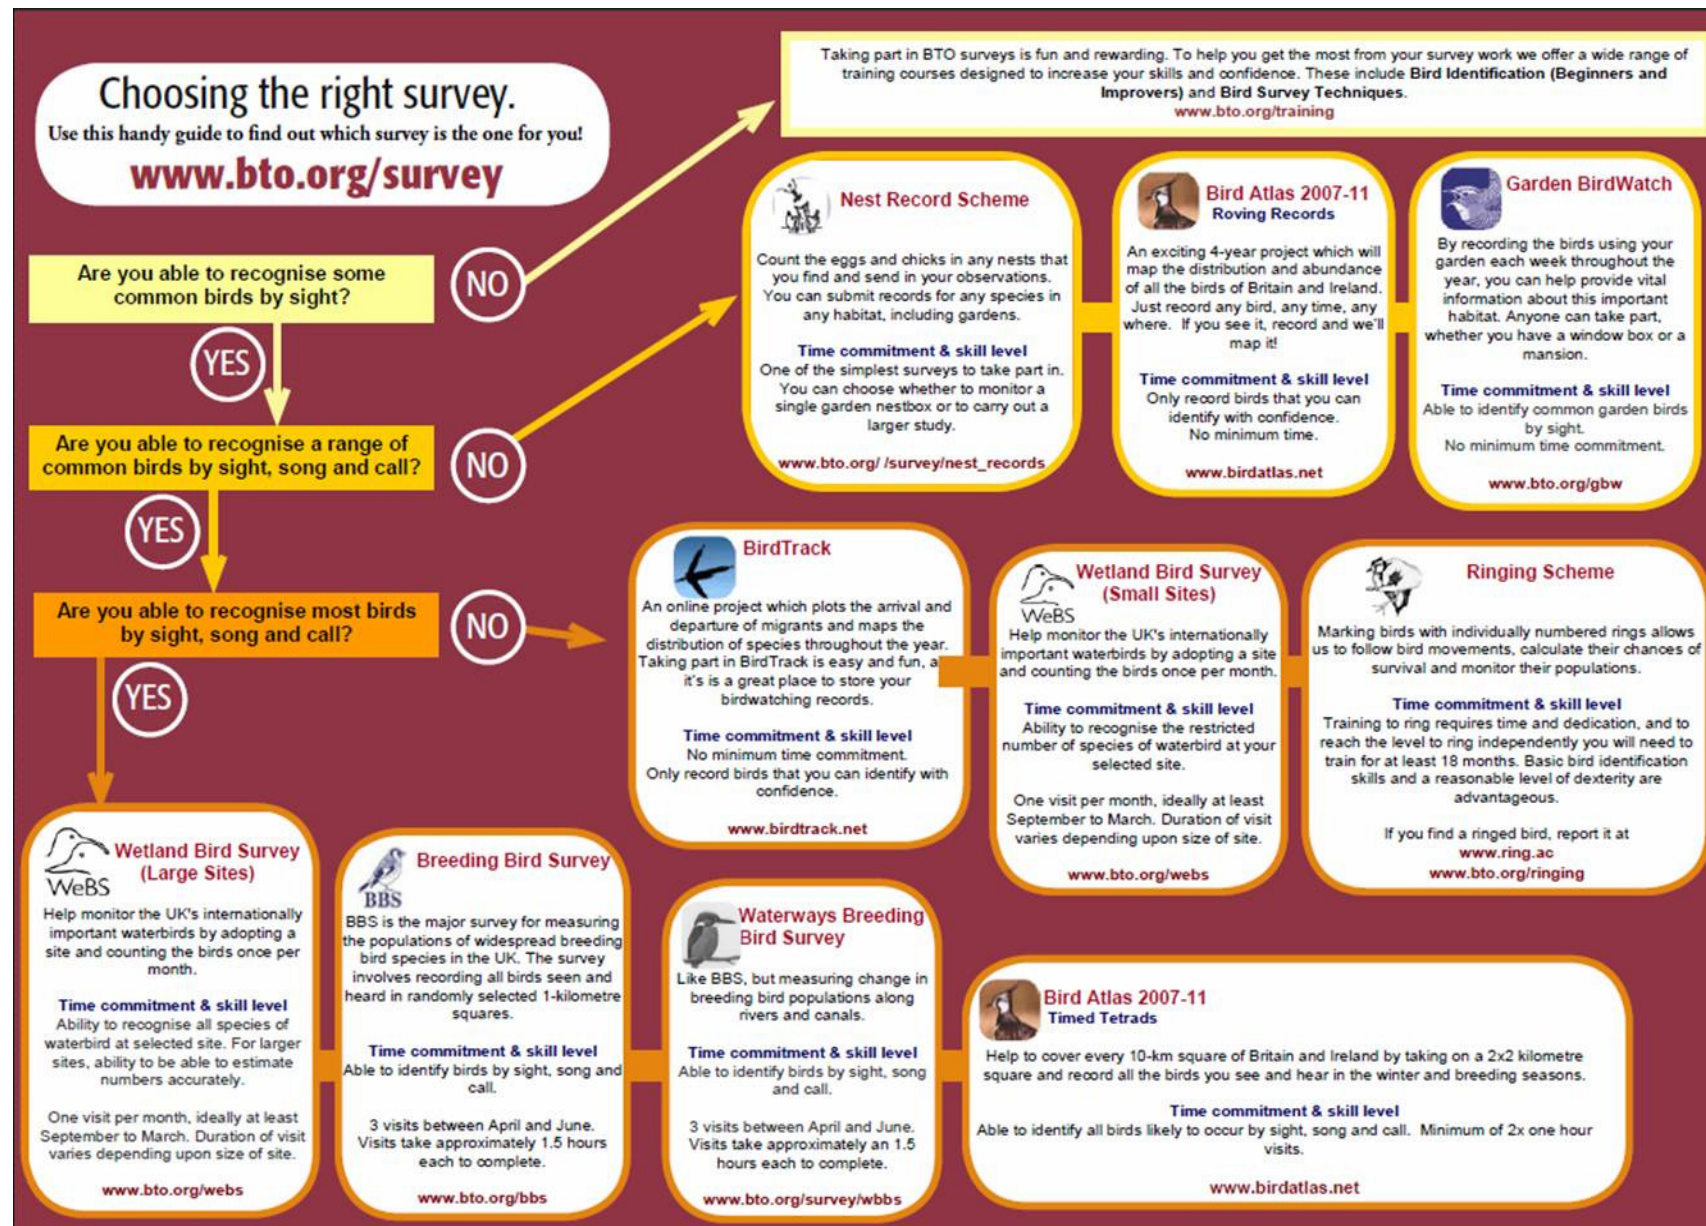 Choosing the right survey.
Use this handy guide to find out which survey is the one for you!
www.bto.org/survey
Taking part in BTO surveys is fun and rewarding. To help you get the most from your survey work we offer a wide range of
training courses designed to increase your skills and confidence. These include Bird Identification (Beginners and
Improvers) and Bird Survey Techniques.
www.bto.org/training
Are you able to recognise some
common birds by sight?
NO
YES
Are you able to recognise a range of
common birds by sight, song and call?
NO
YES
Are you able to recognise most birds
by sight, song and call?
NO
YES
Nest Record Scheme
Count the eggs and chicks in any nests that
you find and send in your observations.
You can submit records for any species in
any habitat, including gardens.
Time commitment & skill level
One of the simplest surveys to take part in.
You can choose whether to monitor a
single garden nestbox or to carry out a
larger study.
www.bto.org/ /survey/nest_records
Bird Atlas 2007-11
Roving Records
An exciting 4-year project which will
map the distribution and abundance
of all the birds of Britain and Ireland.
Just record any bird, any time, any
where. If you see it, record and we'll
map it!
Time commitment & skill level
Only record birds that you can
identify with confidence.
No minimum time.
www.birdatlas.net
Garden BirdWatch
By recording the birds using your
garden each week throughout the
year, you can help provide vital
information about this important
habitat. Anyone can take part,
whether you have a window box or a
mansion.
Time commitment & skill level
Able to identify common garden birds
by sight.
No minimum time commitment.
www.bto.org/gbw
BirdTrack
An online project which plots the arrival and
departure of migrants and maps the
distribution of species throughout the year.
Taking part in BirdTrack is easy and fun, a
it's is a great place to store your
birdwatching records.
Time commitment & skill level
No minimum time commitment.
Only record birds that you can identify with
confidence.
www.birdtrack.net
WeBS
Wetland Bird Survey
(Small Sites)
Help monitor the UK's internationally
important waterbirds by adopting a site
and counting the birds once per month.
Time commitment & skill level
Ability to recognise the restricted
number of species of waterbird at your
selected site.
One visit per month, ideally at least
September to March. Duration of visit
varies depending upon size of site.
www.bto.org/webs
Ringing Scheme
Marking birds with individually numbered rings allows
us to follow bird movements, calculate their chances of
survival and monitor their populations.
Time commitment & skill level
Training to ring requires time and dedication, and to
reach the level to ring independently you will need to
train for at least 18 months. Basic bird identification
skills and a reasonable level of dexterity are
advantageous.
If you find a ringed bird, report it at
www.ring.ac
www.bto.org/ringing
WeBS
Wetland Bird Survey
(Large Sites)
Help monitor the UK's internationally
important waterbirds by adopting a
site and counting the birds once per
month.
Time commitment & skill level
Ability to recognise all species of
waterbird at selected site. For larger
sites, ability to be able to estimate
numbers accurately.
One visit per month, ideally at least
September to March. Duration of visit
varies depending upon size of site.
www.bto.org/webs
BBS
Breeding Bird Survey
BBS is the major survey for measuring
the populations of widespread breeding
bird species in the UK. The survey
involves recording all birds seen and
heard in randomly selected 1-kilometre
squares.
Time commitment & skill level
Able to identify birds by sight, song and
call.
3 visits between April and June.
Visits take approximately 1.5 hours
each to complete.
www.bto.org/bbs
Waterways Breeding
Bird Survey
Like BBS, but measuring change in
breeding bird populations along
rivers and canals.
Time commitment & skill level
Able to identify birds by sight, song
and call.
3 visits between April and June.
Visits take approximately an 1.5
hours each to complete.
www.bto.org/survey/wbbs
Bird Atlas 2007-11
Timed Tetrads
Help to cover every 10-km square of Britain and Ireland by taking on a 2x2 kilometre
square and record all the birds you see and hear in the winter and breeding seasons.
Time commitment & skill level
Able to identify all birds likely to occur by sight, song and call. Minimum of 2x one hour
visits.
www.birdatlas.net